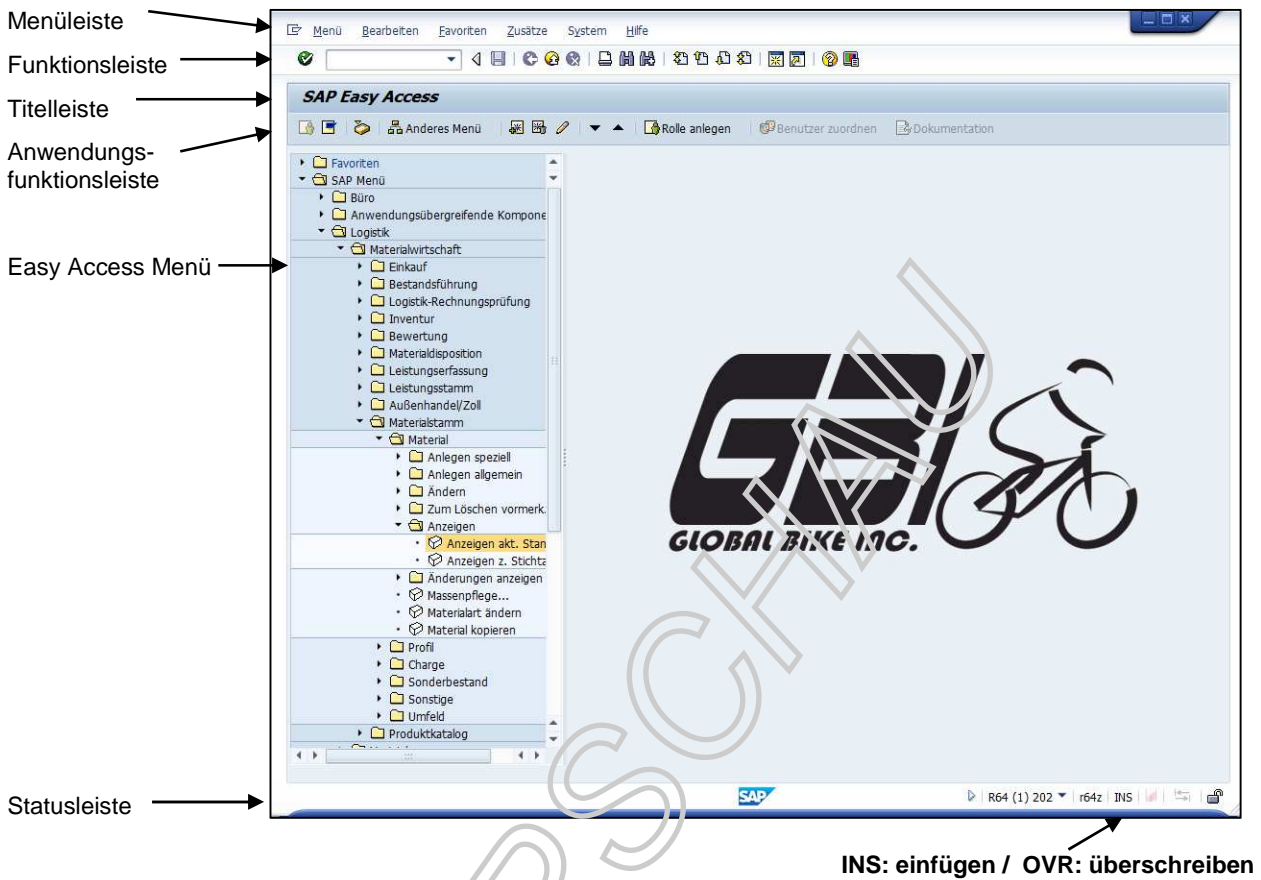 Menüleiste
Funktionsleiste
Titelleiste
Anwendungs-
funktionsleiste
Easy Access Menü
Statusleiste
Menü Bearbeiten Favoriten Zusätze System Hilfe
SAP Easy Access
Anderes Menü Rolle anlegen Benutzer zuordnen Dokumentation
Favoriten
SAP Menü
Büro
Anwendungsübergreifende Kompone
Logistik
Materialwirtschaft
Einkauf
Bestandsführung
Logistik-Rechnungsprüfung
Inventur
Bewertung
Materialdisposition
Leistungserfassung
Leistungsstamm
Außenhandel/Zoll
Materialstamm
Material
Anlegen speziell
Anlegen allgemein
Ändern
Zum Löschen vormerk.
Anzeigen
Anzeigen akt. Stan
Anzeigen z. Stichta
Änderungen anzeigen
Massenpflege...
Materialart ändern
Material kopieren
Profil
Charge
Sonderbestand
Sonstige
Umfeld
Produktkatalog
GBI
GLOBAL BIKE INC.
SAP
R64 (1) 202 r64z INS
INS: einfügen / OVR: überschreiben
PSCHAU